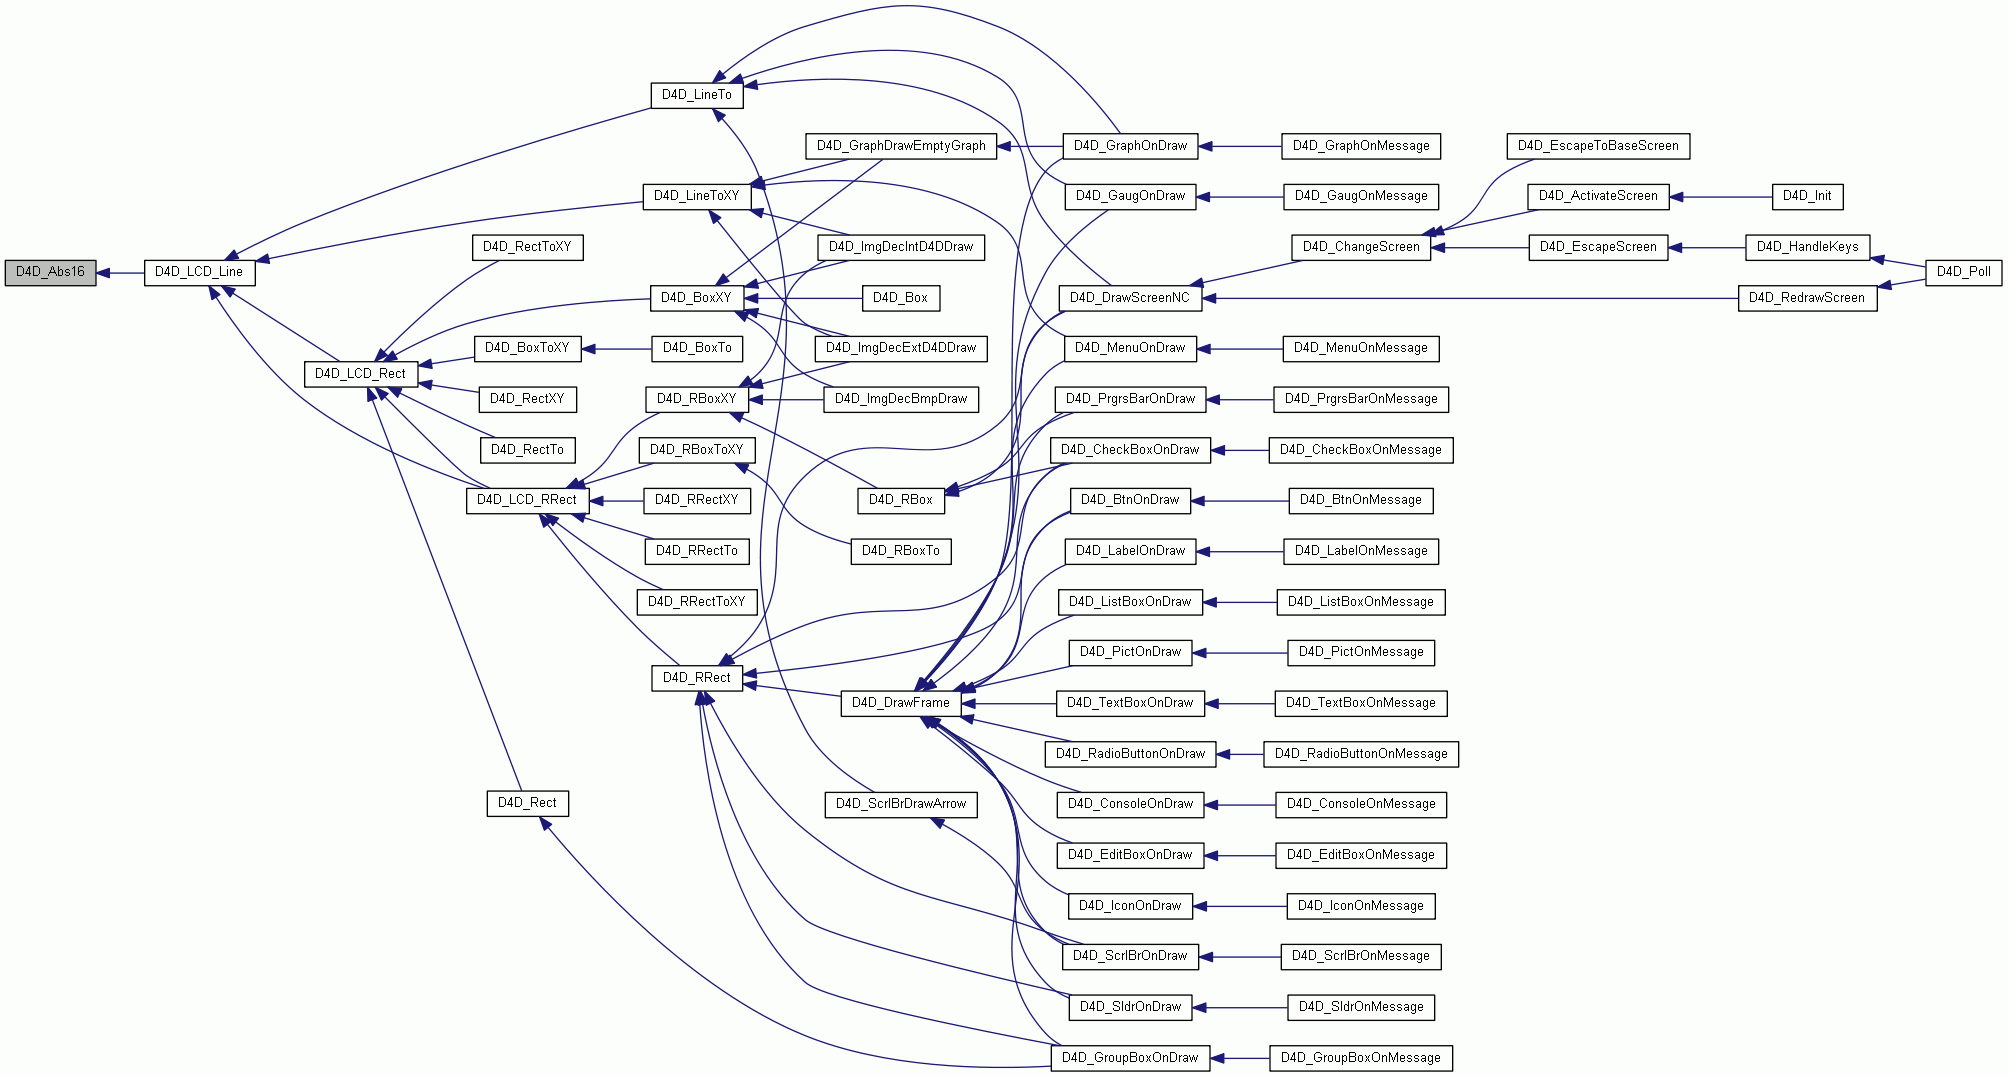 D4D_Abs16
D4D_LCD_Line
D4D_LCD_Rect
D4D_RectToXY
D4D_BoxToXY
D4D_RectXY
D4D_RectTo
D4D_LCD_RRect
D4D_Rect
D4D_LineTo
D4D_LineToXY
D4D_BoxXY
D4D_BoxTo
D4D_RBoxXY
D4D_RBoxToXY
D4D_RRectXY
D4D_RRectTo
D4D_RRectToXY
D4D_RRect
D4D_GraphDrawEmptyGraph
D4D_ImgDecIntD4DDraw
D4D_Box
D4D_ImgDecExtD4DDraw
D4D_ImgDecBmpDraw
D4D_RBox
D4D_RBoxTo
D4D_DrawFrame
D4D_ScrlBrDrawArrow
D4D_GraphOnDraw
D4D_GaugOnDraw
D4D_DrawScreenNC
D4D_MenuOnDraw
D4D_PrgrsBarOnDraw
D4D_CheckBoxOnDraw
D4D_BtnOnDraw
D4D_LabelOnDraw
D4D_ListBoxOnDraw
D4D_PictOnDraw
D4D_TextBoxOnDraw
D4D_RadioButtonOnDraw
D4D_ConsoleOnDraw
D4D_EditBoxOnDraw
D4D_IconOnDraw
D4D_ScrlBrOnDraw
D4D_SldrOnDraw
D4D_GroupBoxOnDraw
D4D_GraphOnMessage
D4D_GaugOnMessage
D4D_ChangeScreen
D4D_MenuOnMessage
D4D_PrgrsBarOnMessage
D4D_CheckBoxOnMessage
D4D_BtnOnMessage
D4D_LabelOnMessage
D4D_ListBoxOnMessage
D4D_PictOnMessage
D4D_TextBoxOnMessage
D4D_RadioButtonOnMessage
D4D_ConsoleOnMessage
D4D_EditBoxOnMessage
D4D_IconOnMessage
D4D_ScrlBrOnMessage
D4D_SldrOnMessage
D4D_GroupBoxOnMessage
D4D_EscapeToBaseScreen
D4D_ActivateScreen
D4D_EscapeScreen
D4D_Init
D4D_HandleKeys
D4D_RedrawScreen
D4D_Poll